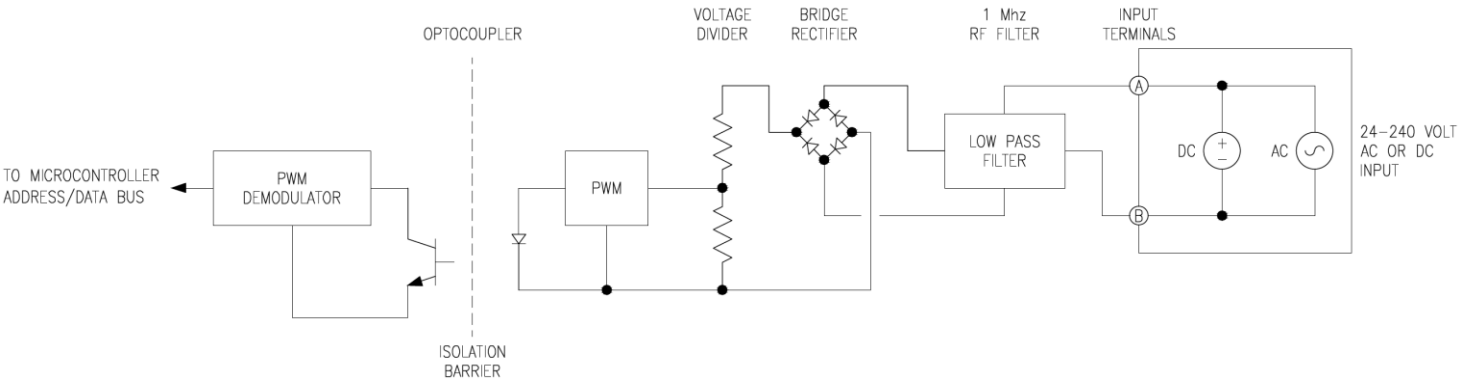 VOLTAGE
DIVIDER
BRIDGE
RECTIFIER
1 Mhz
RF FILTER
INPUT
TERMINALS
OPTOCOUPLER
A
LOW PASS
FILTER
DC
+
-
AC
24-240 VOLT
AC OR DC
INPUT
TO MICROCONTROLLER
ADDRESS/DATA BUS
PWM
DEMODULATOR
PWM
B
ISOLATION
BARRIER